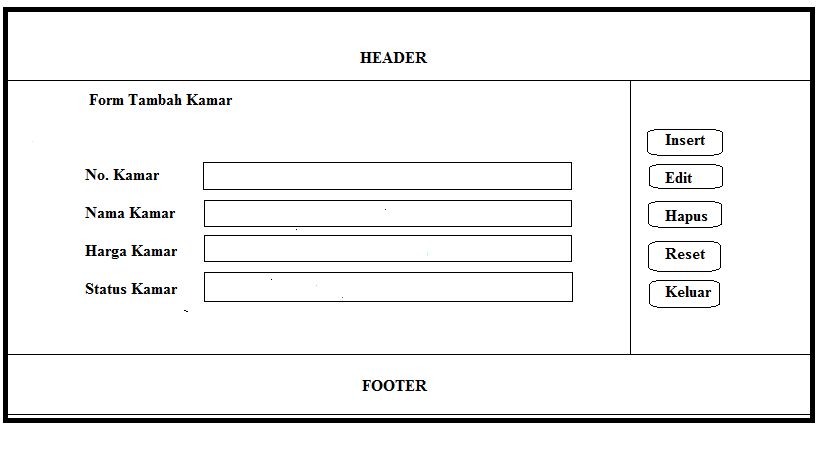 HEADER
Form Tambah Kamar
No. Kamar
Nama Kamar
Harga Kamar
Status Kamar
Insert
Edit
Hapus
Reset
Keluar
FOOTER